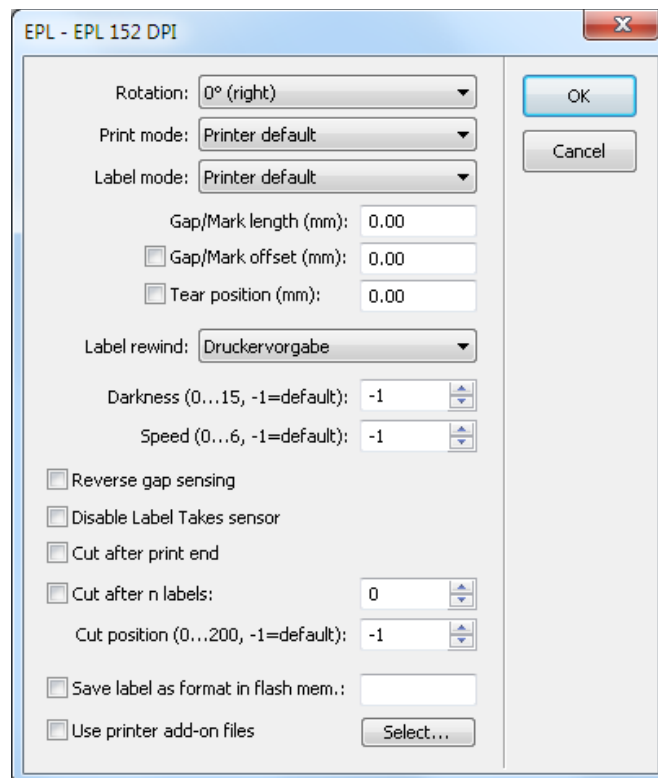 EPL - EPL 152 DPI
Rotation: 0° (right)
OK
Print mode: Printer default
Cancel
Label mode: Printer default
Gap/Mark length (mm): 0.00
Gap/Mark offset (mm): 0.00
Tear position (mm): 0.00
Label rewind: Druckervorgabe
Darkness (0...15, -1=default): -1
Speed (0...6, -1=default): -1
Reverse gap sensing
Disable Label Takes sensor
Cut after print end
Cut after n labels: 0
Cut position (0...200, -1=default): -1
Save label as format in flash mem.:
Use printer add-on files Select...